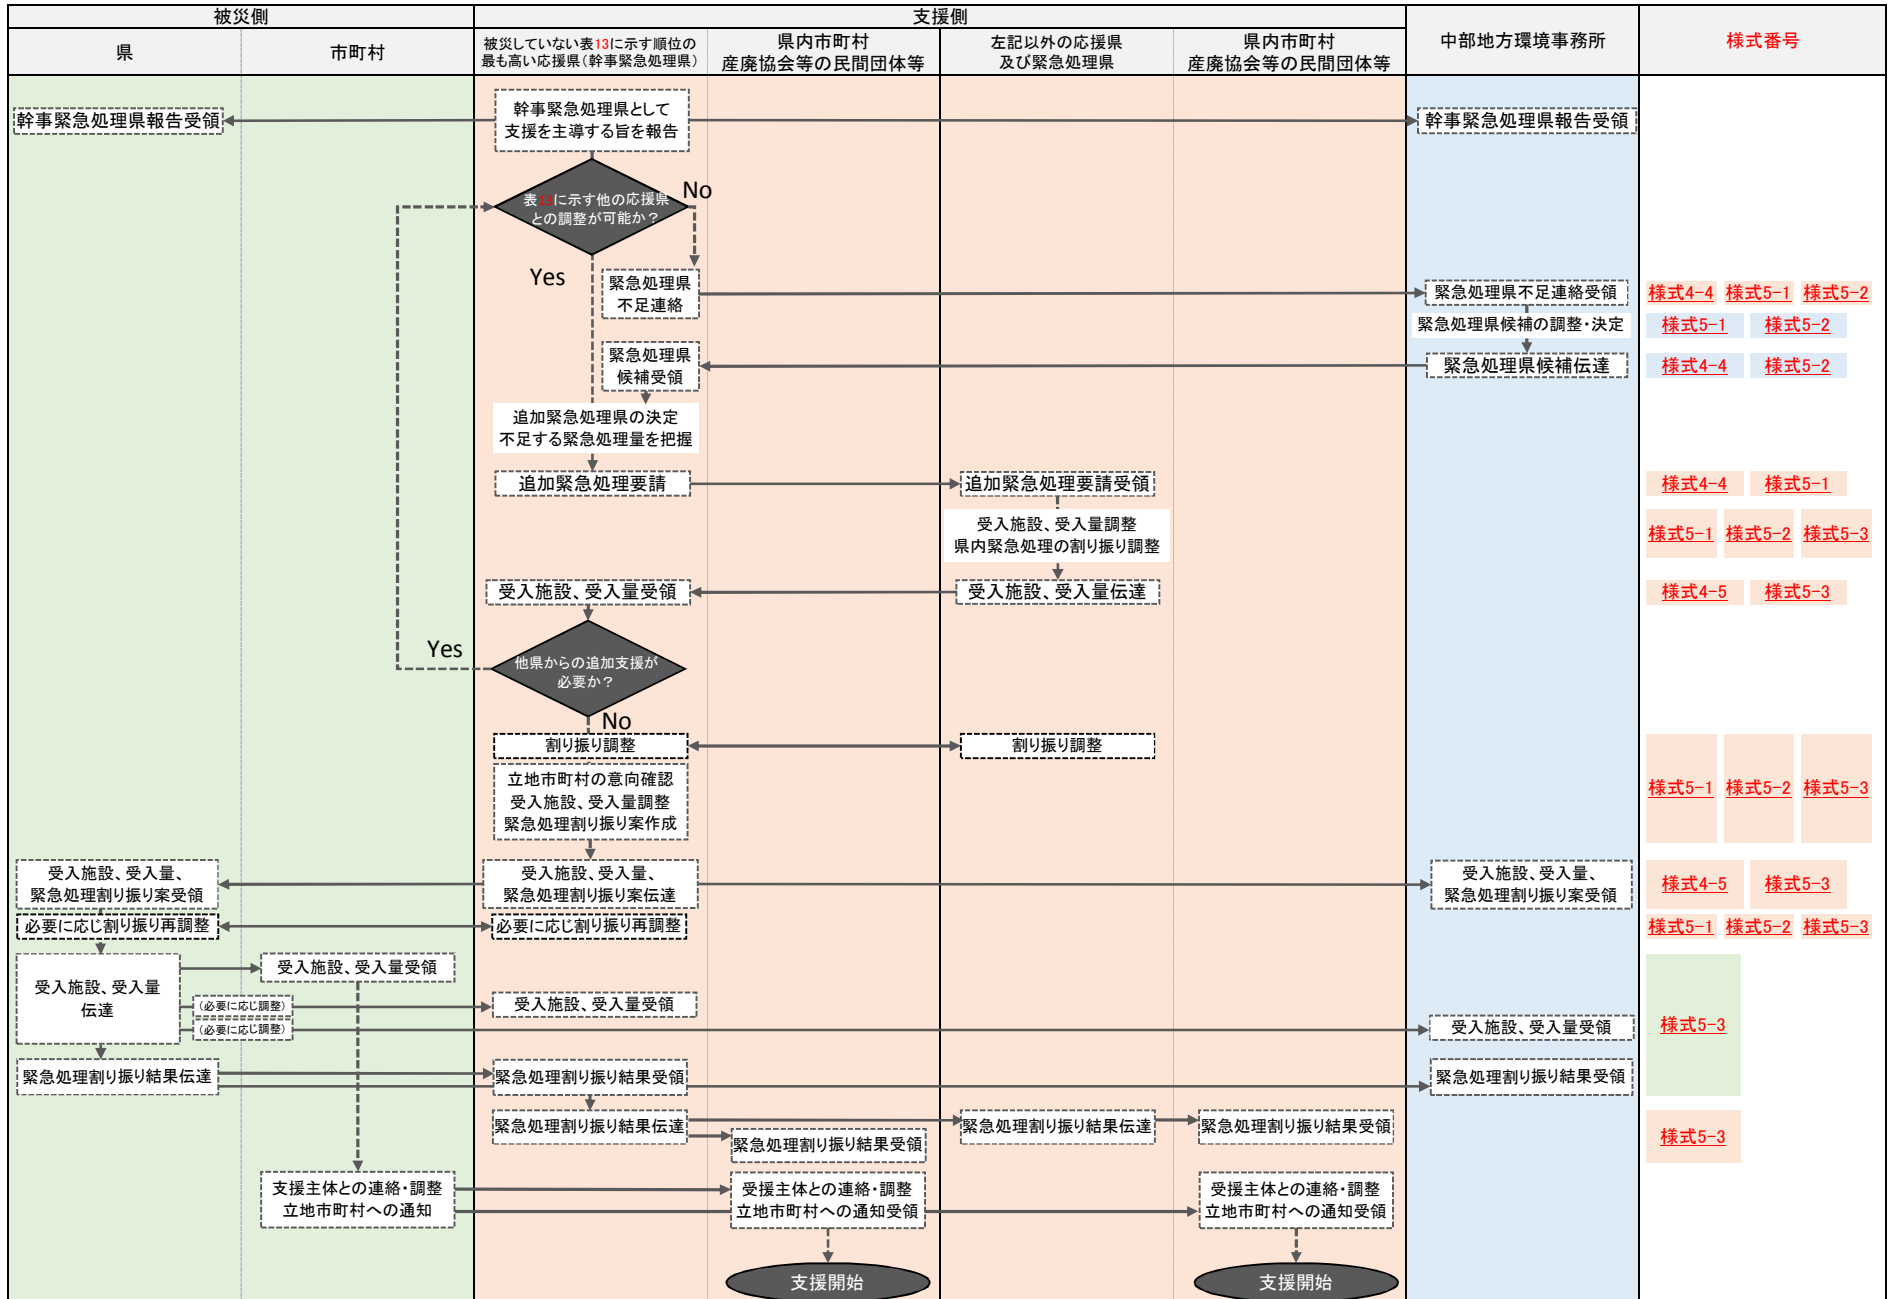 被災側
支援側
県
市町村
被災していない表13に示す順位の
最も高い応援県(幹事緊急処理県)
県内市町村
産廃協会等の民間団体等
左記以外の応援県
及び緊急処理県
県内市町村
産廃協会等の民間団体等
中部地方環境事務所
様式番号
幹事緊急処理県報告受領
幹事緊急処理県として
支援を主導する旨を報告
幹事緊急処理県報告受領
表13に示す他の応援県
との調整が可能か?
No
Yes
緊急処理県
不足連絡
緊急処理県不足連絡受領
様式4-4 様式5-1 様式5-2
緊急処理県候補の調整・決定
様式5-1 様式5-2
緊急処理県
候補受領
緊急処理県候補伝達
様式4-4 様式5-2
追加緊急処理県の決定
不足する緊急処理量を把握
追加緊急処理要請
追加緊急処理要請受領
様式4-4 様式5-1
受入施設、受入量調整
県内緊急処理の割り振り調整
様式5-1 様式5-2 様式5-3
受入施設、受入量受領
受入施設、受入量伝達
様式4-5 様式5-3
Yes
他県からの追加支援が
必要か?
No
割り振り調整
割り振り調整
立地市町村の意向確認
受入施設、受入量調整
緊急処理割り振り案作成
様式5-1 様式5-2 様式5-3
受入施設、受入量、
緊急処理割り振り案受領
受入施設、受入量、
緊急処理割り振り案伝達
受入施設、受入量、
緊急処理割り振り案受領
様式4-5 様式5-3
必要に応じ割り振り再調整
必要に応じ割り振り再調整
様式5-1 様式5-2 様式5-3
受入施設、受入量
伝達
受入施設、受入量受領
(必要に応じ調整)
受入施設、受入量受領
(必要に応じ調整)
受入施設、受入量受領
様式5-3
緊急処理割り振り結果伝達
緊急処理割り振り結果受領
緊急処理割り振り結果受領
緊急処理割り振り結果伝達
緊急処理割り振り結果受領
緊急処理割り振り結果伝達
緊急処理割り振り結果受領
様式5-3
支援主体との連絡・調整
立地市町村への通知
受援主体との連絡・調整
立地市町村への通知受領
受援主体との連絡・調整
立地市町村への通知受領
支援開始
支援開始